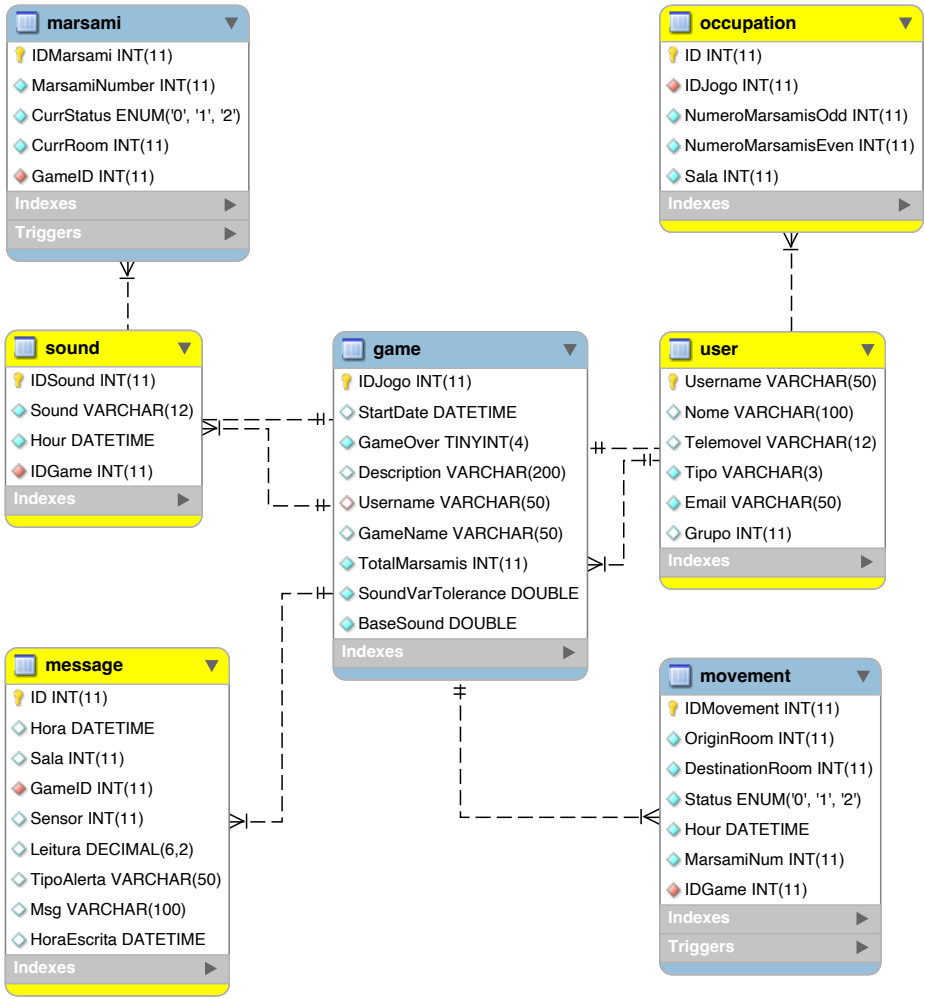 marsami
IDMarsami INT(11)
MarsamiNumber INT(11)
CurrStatus ENUM('0', '1', '2')
CurrRoom INT(11)
GameID INT(11)
Indexes
Triggers
occupation
ID INT(11)
IDJogo INT(11)
NumeroMarsamisOdd INT(11)
NumeroMarsamisEven INT(11)
Sala INT(11)
Indexes
sound
IDSound INT(11)
Sound VARCHAR(12)
Hour DATETIME
IDGame INT(11)
Indexes
game
IDJogo INT(11)
StartDate DATETIME
GameOver TINYINT(4)
Description VARCHAR(200)
Username VARCHAR(50)
GameName VARCHAR(50)
TotalMarsamis INT(11)
SoundVarTolerance DOUBLE
BaseSound DOUBLE
Indexes
user
Username VARCHAR(50)
Nome VARCHAR(100)
Telemovel VARCHAR(12)
Tipo VARCHAR(3)
Email VARCHAR(50)
Grupo INT(11)
Indexes
message
ID INT(11)
Hora DATETIME
Sala INT(11)
GameID INT(11)
Sensor INT(11)
Leitura DECIMAL(6,2)
TipoAlerta VARCHAR(50)
Msg VARCHAR(100)
HoraEscrita DATETIME
Indexes
movement
IDMovement INT(11)
OriginRoom INT(11)
DestinationRoom INT(11)
Status ENUM('0', '1', '2')
Hour DATETIME
MarsamiNum INT(11)
IDGame INT(11)
Indexes
Triggers